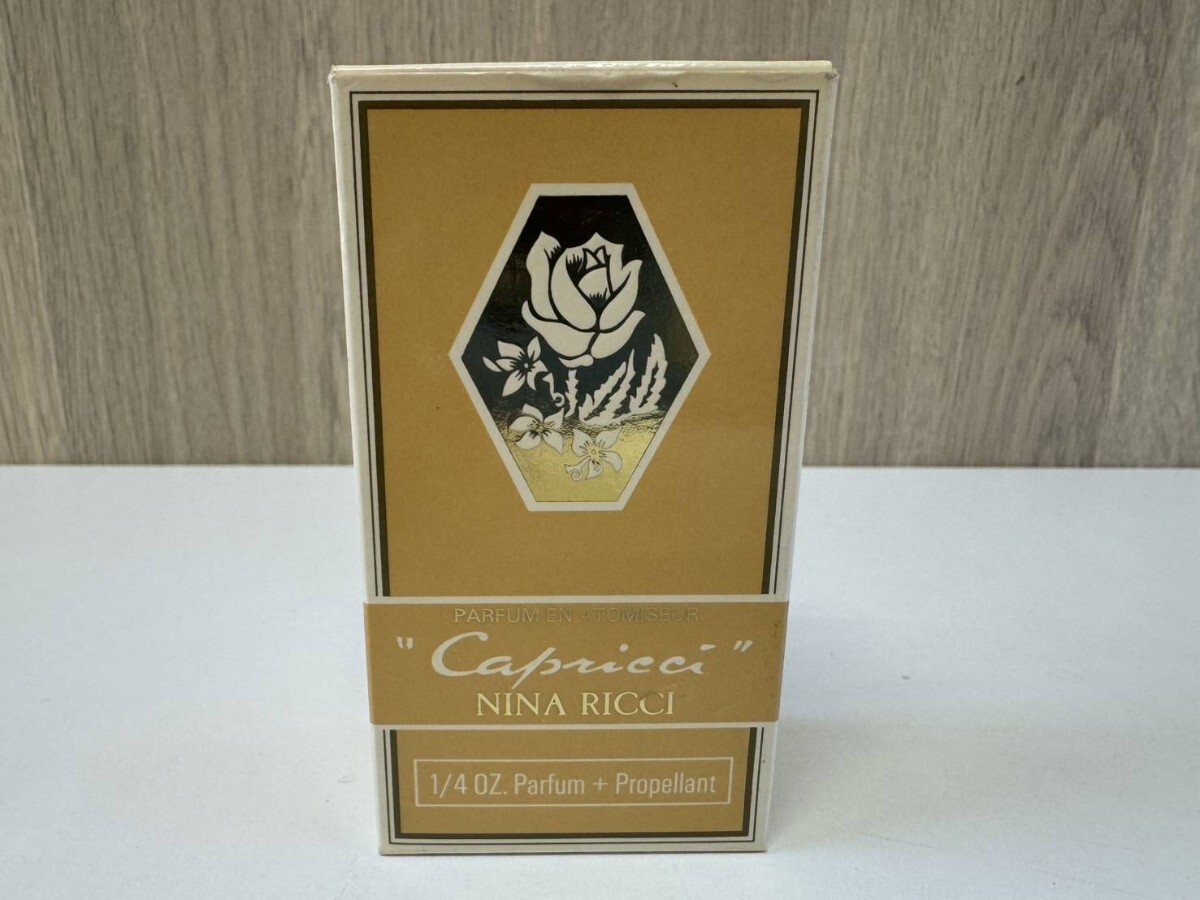 PARFUM EN ATOMISEUR
"Capricci"
NINA RICCI
1/4 OZ. Parfum + Propellant